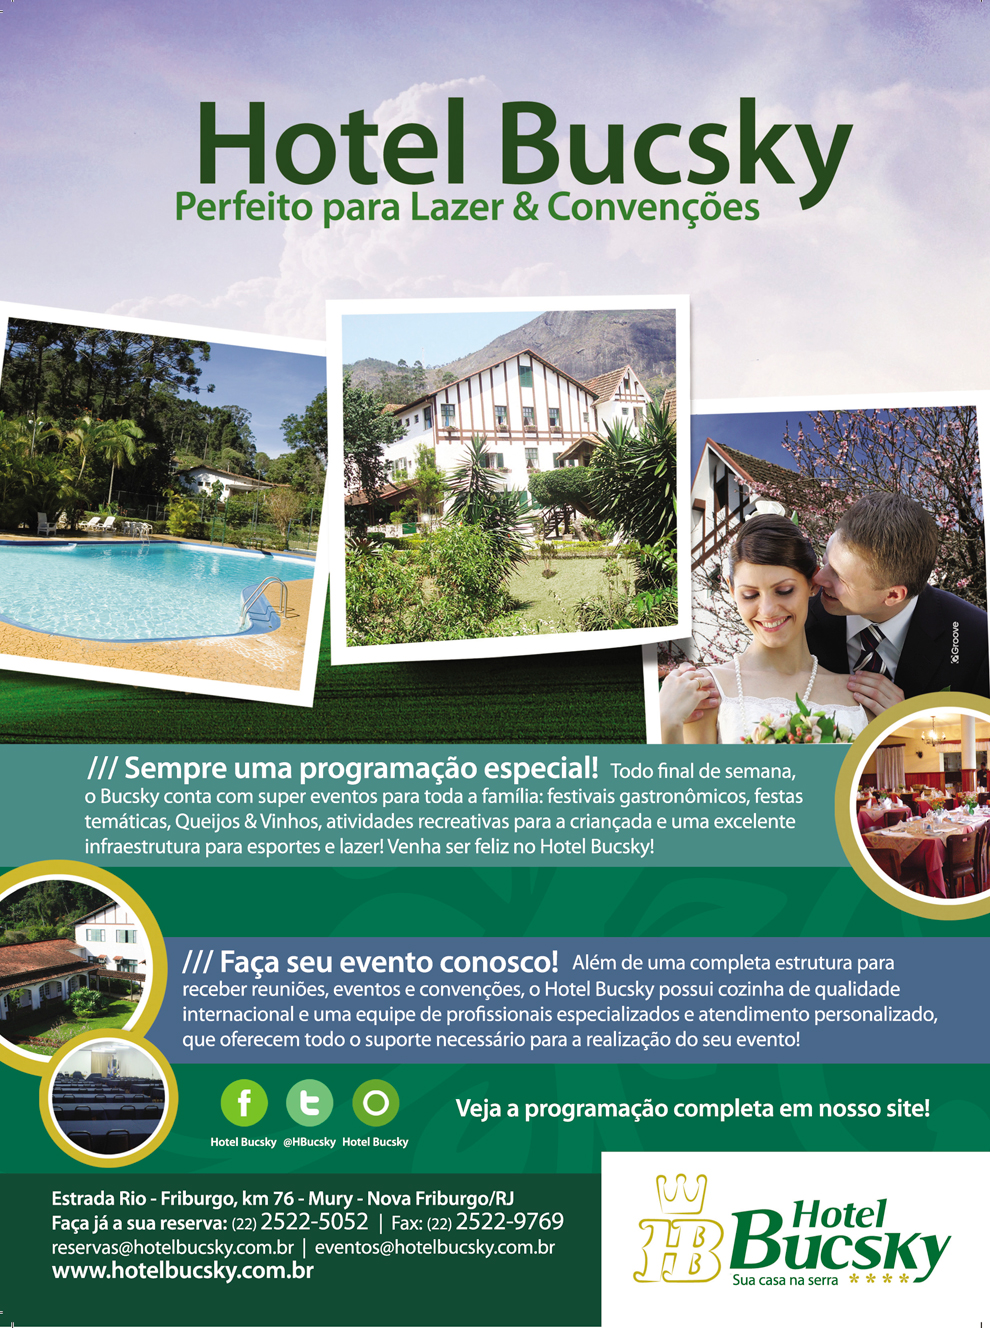 Hotel Bucsky
Perfeito para Lazer & Convenções
Groove
/// Sempre uma programação especial! Todo final de semana,
o Bucsky conta com super eventos para toda a família: festivais gastronômicos, festas
temáticas, Queijos & Vinhos, atividades recreativas para a criançada e uma excelente
infraestrutura para esportes e lazer! Venha ser feliz no Hotel Bucsky!
/// Faça seu evento conosco! Além de uma completa estrutura para
receber reuniões, eventos e convenções, o Hotel Bucsky possui cozinha de qualidade
internacional e uma equipe de profissionais especializados e atendimento personalizado,
que oferecem todo o suporte necessário para a realização do seu evento!
Hotel Bucsky @HBucsky Hotel Bucsky
Veja a programação completa em nosso site!
Estrada Rio - Friburgo, km 76 - Mury - Nova Friburgo/RJ
Faça já a sua reserva: (22) 2522-5052 | Fax: (22) 2522-9769
reservas@hotelbucsky.com.br | eventos@hotelbucsky.com.br
www.hotelbucsky.com.br
HB
Hotel
Bucsky
Sua casa na serra ****